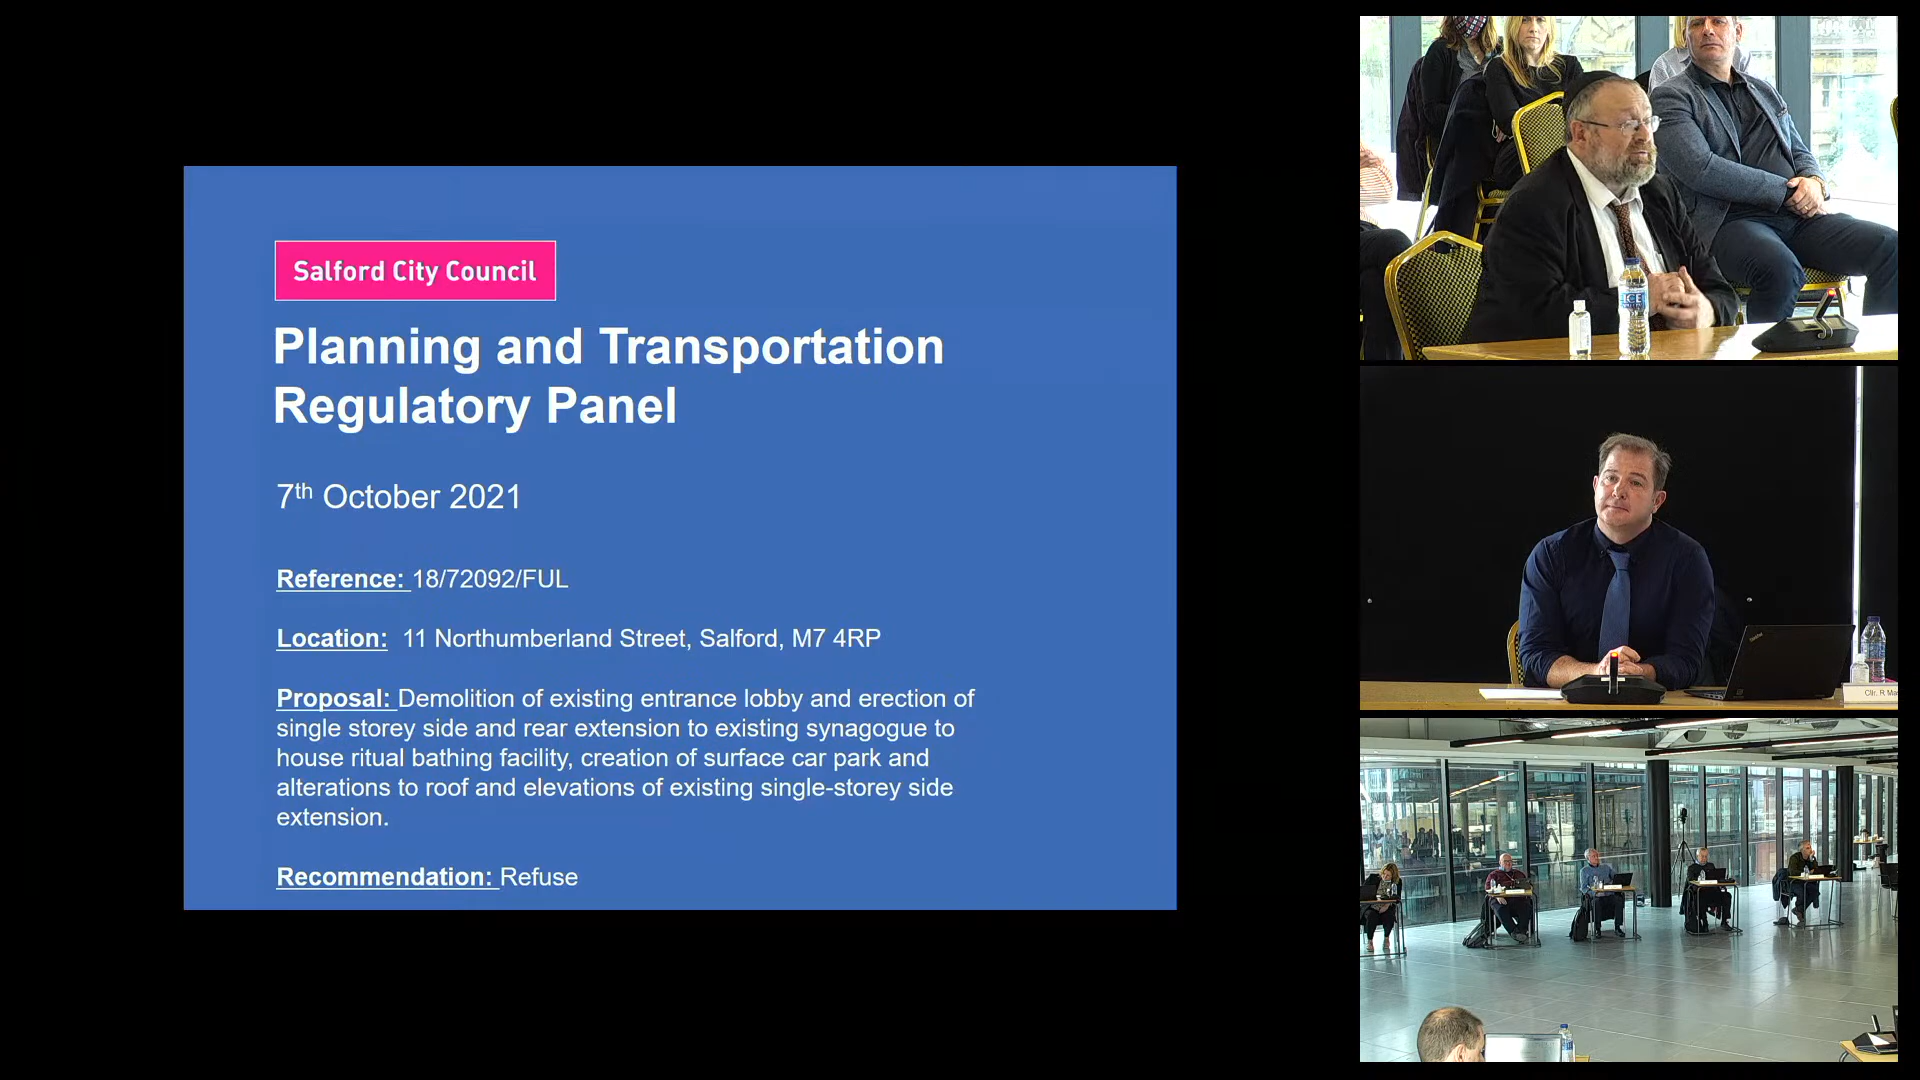 Salford City Council
Planning and Transportation
Regulatory Panel
7th October 2021
Reference: 18/72092/FUL
Location: 11 Northumberland Street, Salford, M7 4RP
Proposal: Demolition of existing entrance lobby and erection of
single storey side and rear extension to existing synagogue to
house ritual bathing facility, creation of surface car park and
alterations to roof and elevations of existing single-storey side
extension.
Recommendation: Refuse
ICE
ThinkPad
Cllr. R